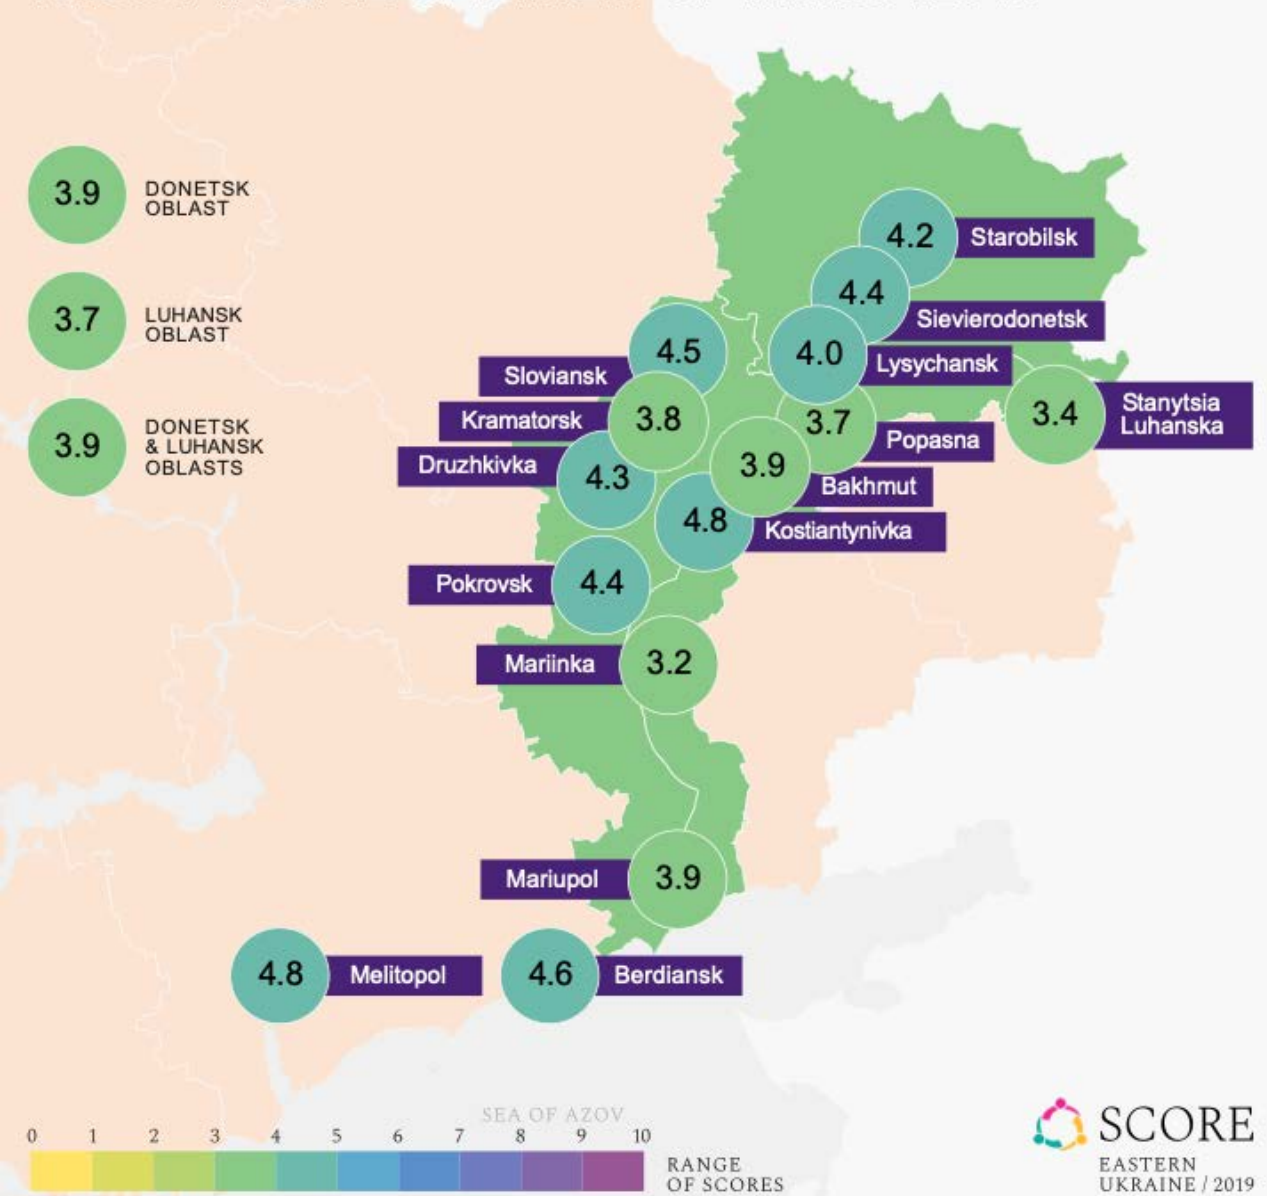 3.9
DONETSK
OBLAST
3.7
LUHANSK
OBLAST
3.9
DONETSK
& LUHANSK
OBLASTS
4.2
Starobilsk
4.4
Sievierodonetsk
4.5
Sloviansk
4.0
Lysychansk
3.8
Kramatorsk
3.7
Popasna
3.4
Stanytsia
Luhanska
4.3
Druzhkivka
3.9
Bakhmut
4.8
Kostiantynivka
4.4
Pokrovsk
3.2
Mariinka
3.9
Mariupol
4.8
Melitopol
4.6
Berdiansk
SEA OF AZOV
0 1 2 3 4 5 6 7 8 9 10
RANGE
OF SCORES
SCORE
EASTERN
UKRAINE / 2019